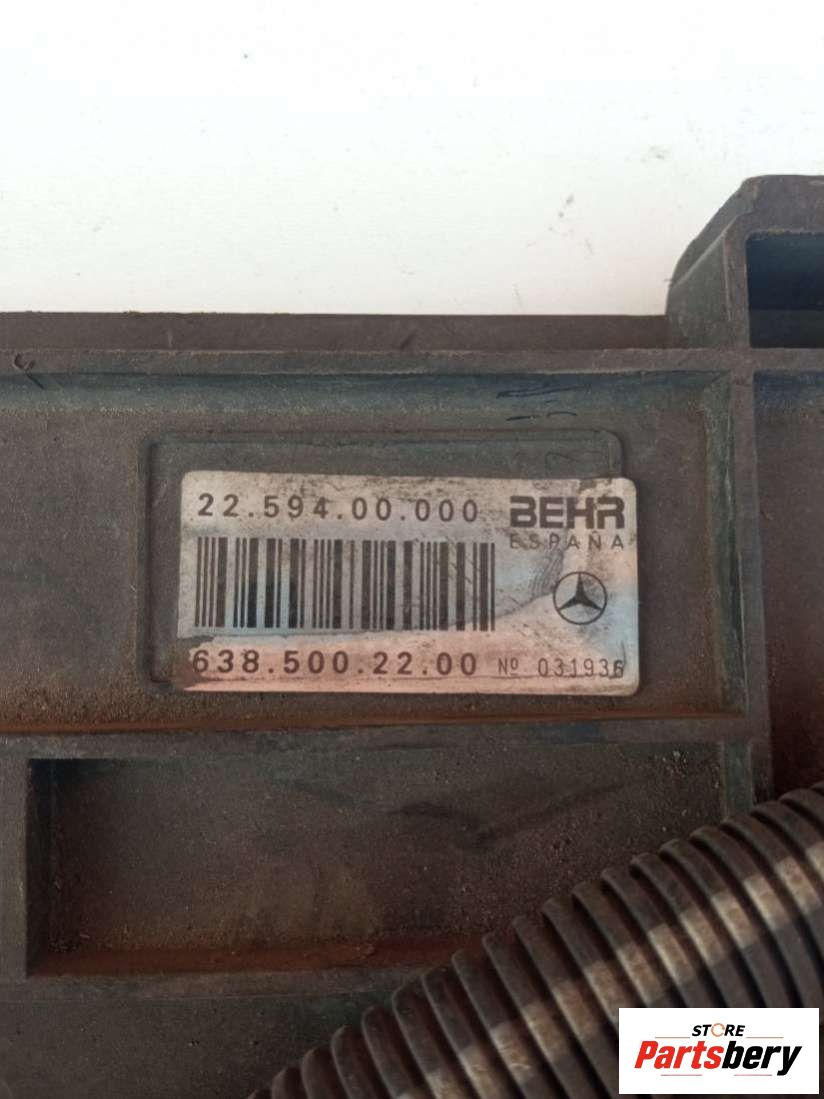 22.594.00.000 BEHR
ESPAÑA
638.500.22.00 Nº 031936
STORE
Partsbery